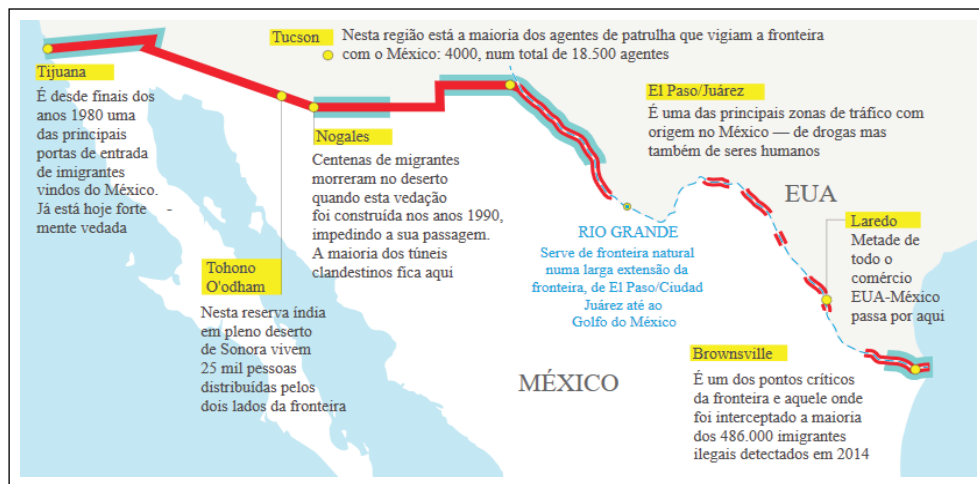 Tucson
Nesta região está a maioria dos agentes de patrulha que vigiam a fronteira
com o México: 4000, num total de 18.500 agentes
Tijuana
É desde finais dos
anos 1980 uma
das principais
portas de entrada
de imigrantes
vindos do México.
Já está hoje forte -
mente vedada
Nogales
Centenas de migrantes
morreram no deserto
quando esta vedação
foi construída nos anos 1990,
impedindo a sua passagem.
A maioria dos túneis
clandestinos fica aqui
Tohono
O'odham
Nesta reserva índia
em pleno deserto
de Sonora vivem
25 mil pessoas
distribuídas pelos
dois lados da fronteira
El Paso/Juárez
É uma das principais zonas de tráfico com
origem no México — de drogas mas
também de seres humanos
EUA
RIO GRANDE
Serve de fronteira natural
numa larga extensão da
fronteira, de El Paso/Ciudad
Juárez até ao
Golfo do México
Laredo
Metade de
todo o
comércio
EUA-México
passa por aqui
MÉXICO
Brownsville
É um dos pontos críticos
da fronteira e aquele onde
foi interceptado a maioria
dos 486.000 imigrantes
ilegais detectados em 2014